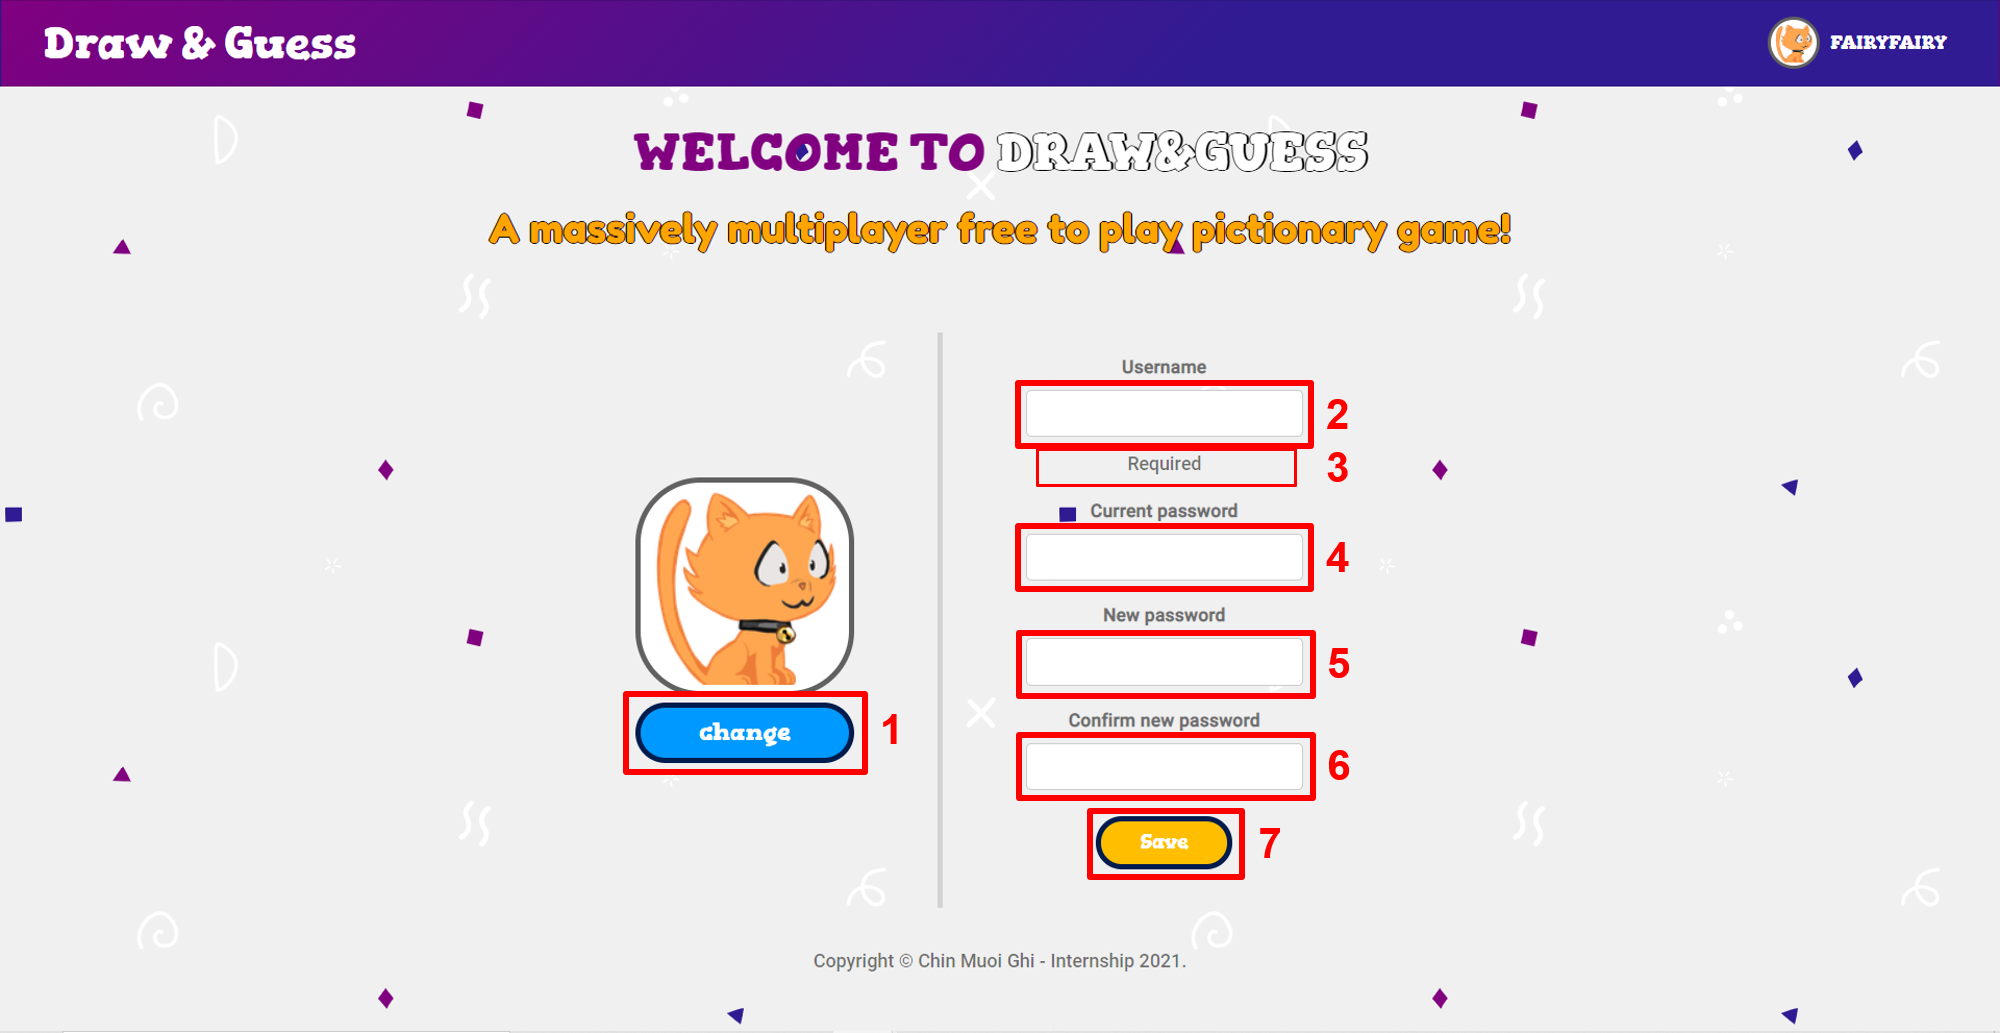 Draw & Guess
FAIRYFAIRY
WELCOME TO DRAW&GUESS
A massively multiplayer free to play pictionary game!
change
1
Username
2
Required
3
Current password
4
New password
5
Confirm new password
6
Save
7
Copyright © Chin Muoi Ghi - Internship 2021.